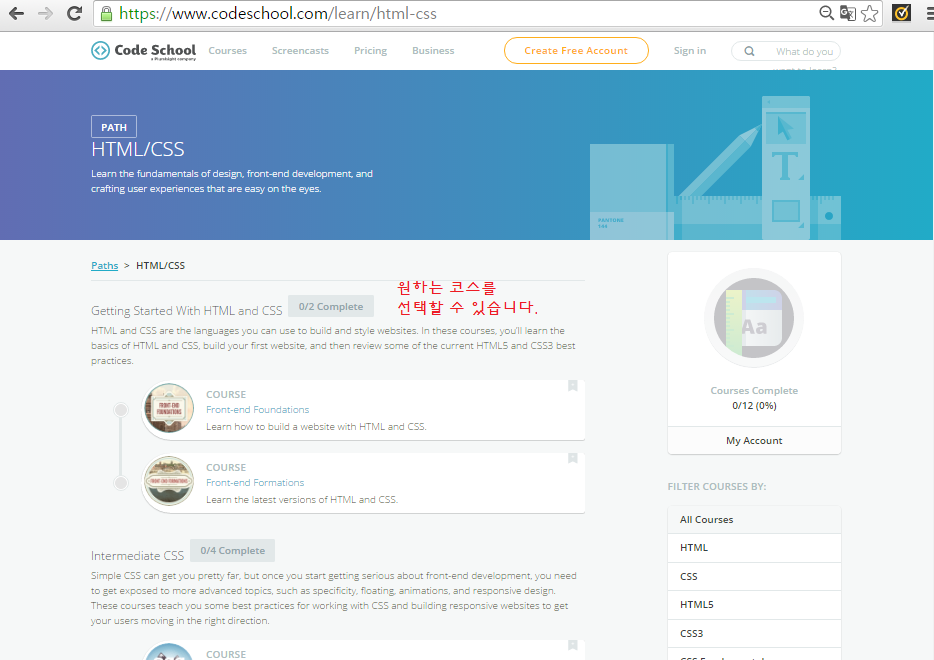 https://www.codeschool.com/learn/html-css
Code School
a Pluralsight company
Courses
Screencasts
Pricing
Business
Create Free Account
Sign in
What do you
want to learn?
PATH
HTML/CSS
Learn the fundamentals of design, front-end development, and
crafting user experiences that are easy on the eyes.
T
PANTONE
Paths > HTML/CSS
원하는 코스를
선택할 수 있습니다.
Getting Started With HTML and CSS
0/2 Complete
HTML and CSS are the languages you can use to build and style websites. In these courses, you'll learn the
basics of HTML and CSS, build your first website, and then review some of the current HTML5 and CSS3 best
practices.
FRONT-END
FOUNDATIONS
COURSE
Front-end Foundations
Learn how to build a website with HTML and CSS.
FRONT-END FORMATIONS
COURSE
Front-end Formations
Learn the latest versions of HTML and CSS.
Intermediate CSS
0/4 Complete
Simple CSS can get you pretty far, but once you start getting serious about front-end development, you need
to get exposed to more advanced topics, such as specificity, floating, animations, and responsive design.
These courses teach you some best practices for working with CSS and building responsive websites to get
your users moving in the right direction.
COURSE
Aa
Courses Complete
0/12 (0%)
My Account
FILTER COURSES BY:
All Courses
HTML
CSS
HTML5
CSS3